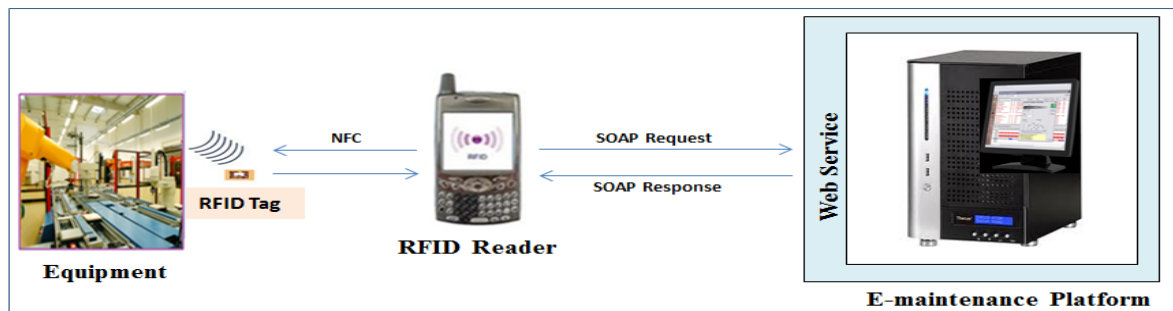 RFID Tag
Equipment
NFC
RFID
RFID Reader
SOAP Request
SOAP Response
Web Service
E-maintenance Platform